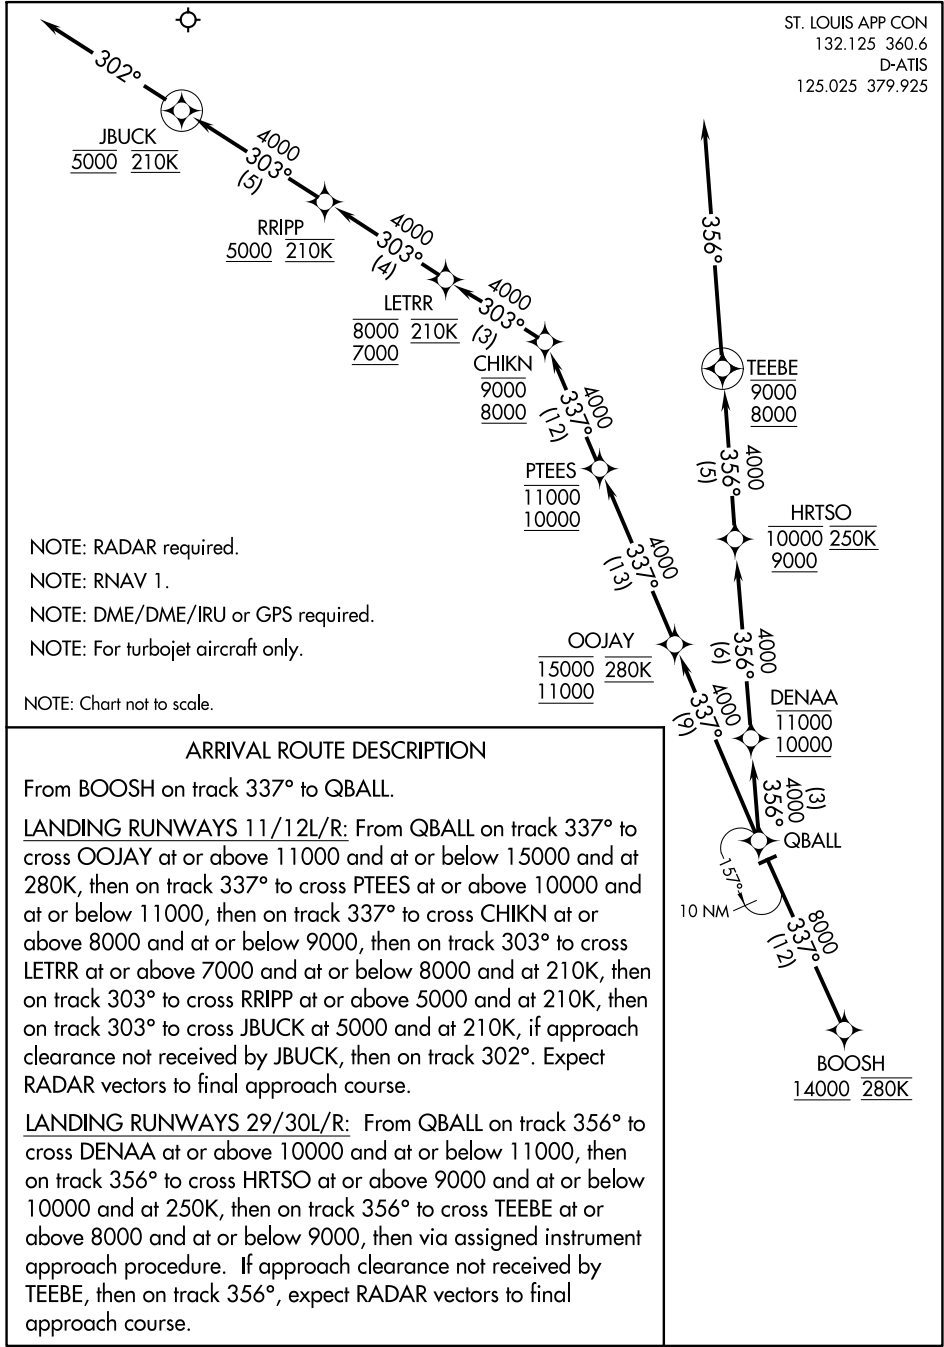 ST. LOUIS APP CON
132.125 360.6
D-ATIS
125.025 379.925
302°
JBUCK
5000 210K
4000
303°
(5)
RRIPP
5000 210K
4000
303°
(4)
LETRR
8000 210K
7000
4000
303°
(3)
CHIKN
9000
8000
4000
337°
(12)
PTEES
11000
10000
4000
337°
(13)
OOJAY
15000 280K
11000
4000
337°
(9)
356°
TEEBE
9000
8000
4000
356°
(5)
HRTSO
10000 250K
9000
4000
356°
(6)
DENAA
11000
10000
(3)
4000
356°
QBALL
157°
10 NM
8000
337°
(12)
BOOSH
14000 280K
NOTE: RADAR required.
NOTE: RNAV 1.
NOTE: DME/DME/IRU or GPS required.
NOTE: For turbojet aircraft only.
NOTE: Chart not to scale.
ARRIVAL ROUTE DESCRIPTION
From BOOSH on track 337° to QBALL.
LANDING RUNWAYS 11/12L/R: From QBALL on track 337° to
cross OOJAY at or above 11000 and at or below 15000 and at
280K, then on track 337° to cross PTEES at or above 10000 and
at or below 11000, then on track 337° to cross CHIKN at or
above 8000 and at or below 9000, then on track 303° to cross
LETRR at or above 7000 and at or below 8000 and at 210K, then
on track 303° to cross RRIPP at or above 5000 and at 210K, then
on track 303° to cross JBUCK at 5000 and at 210K, if approach
clearance not received by JBUCK, then on track 302°. Expect
RADAR vectors to final approach course.
LANDING RUNWAYS 29/30L/R: From QBALL on track 356° to
cross DENAA at or above 10000 and at or below 11000, then
on track 356° to cross HRTSO at or above 9000 and at or below
10000 and at 250K, then on track 356° to cross TEEBE at or
above 8000 and at or below 9000, then via assigned instrument
approach procedure. If approach clearance not received by
TEEBE, then on track 356°, expect RADAR vectors to final
approach course.